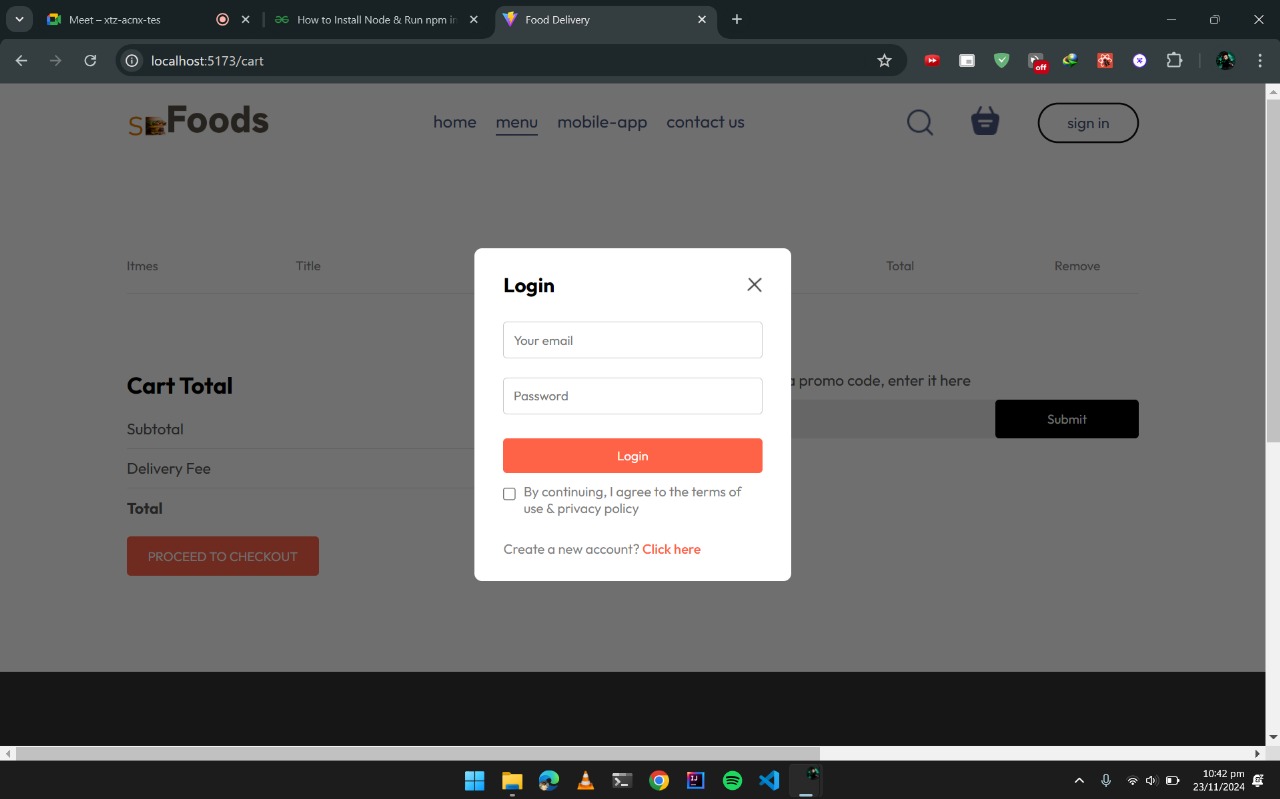 Meet – xtz-acnx-tes
How to Install Node & Run npm in
Food Delivery
localhost:5173/cart
off
Foods
home
menu
mobile-app
contact us
sign in
Itmes
Title
Total
Remove
Login
Your email
Password
Login
By continuing, I agree to the terms of
use & privacy policy
Create a new account? Click here
Cart Total
Subtotal
Delivery Fee
Total
PROCEED TO CHECKOUT
a promo code, enter it here
Submit
10:42 pm
23/11/2024